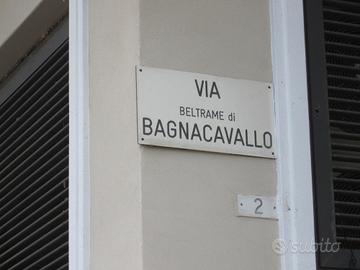 VIA
BELTRAME di
BAGNACAVALLO
2
subito